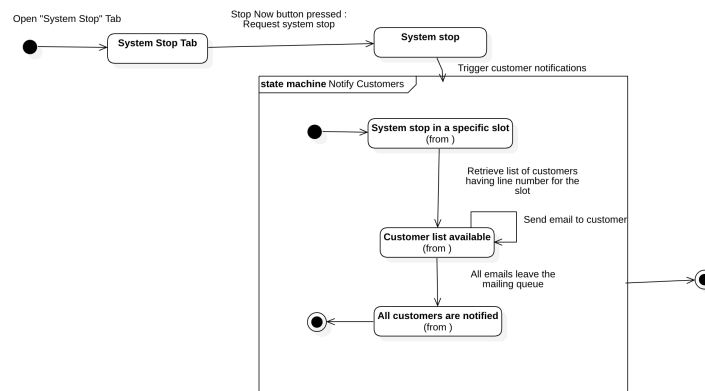 Open "System Stop" Tab
Stop Now button pressed :
Request system stop
System Stop Tab
System stop
Trigger customer notifications
state machine Notify Customers
System stop in a specific slot
(from )
Retrieve list of customers
having line number for the
slot
Send email to customer
Customer list available
(from )
All emails leave the
mailing queue
All customers are notified
(from )